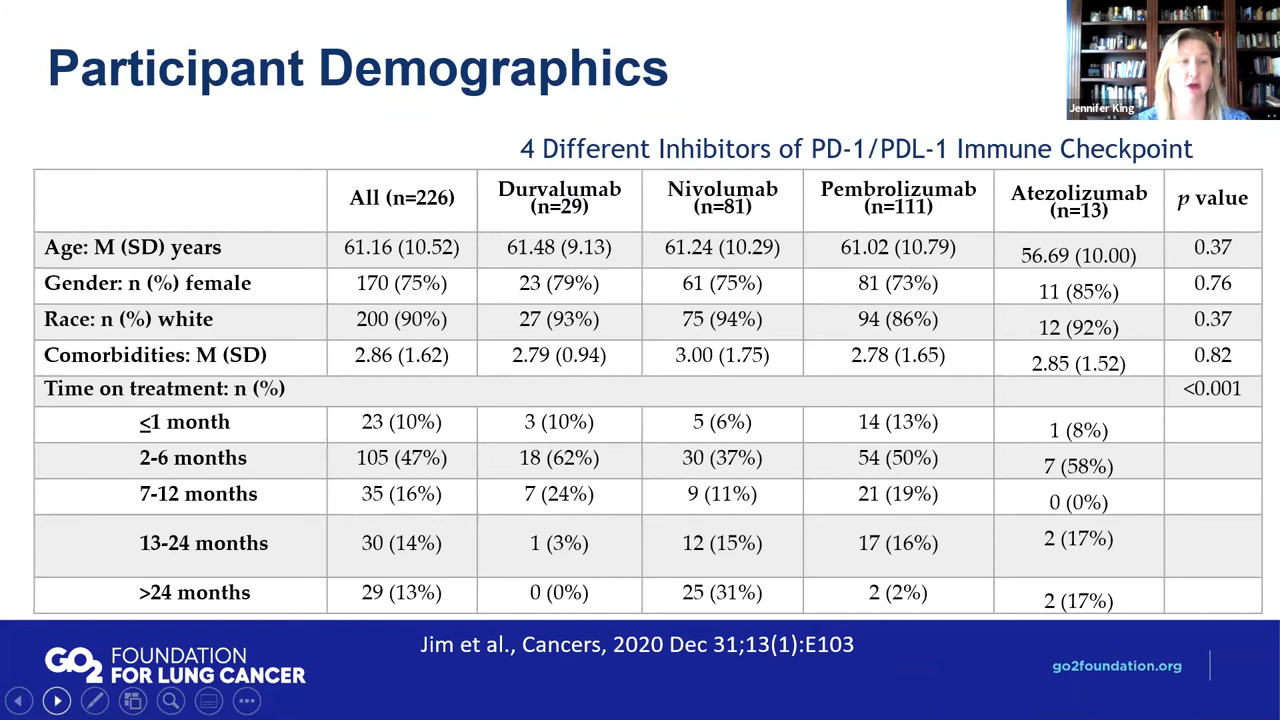 Participant Demographics
Jennifer King
4 Different Inhibitors of PD-1/PDL-1 Immune Checkpoint
All (n=226) Durvalumab (n=29) Nivolumab (n=81) Pembrolizumab (n=111) Atezolizumab (n=13) p value
Age: M (SD) years 61.16 (10.52) 61.48 (9.13) 61.24 (10.29) 61.02 (10.79) 56.69 (10.00) 0.37
Gender: n (%) female 170 (75%) 23 (79%) 61 (75%) 81 (73%) 11 (85%) 0.76
Race: n (%) white 200 (90%) 27 (93%) 75 (94%) 94 (86%) 12 (92%) 0.37
Comorbidities: M (SD) 2.86 (1.62) 2.79 (0.94) 3.00 (1.75) 2.78 (1.65) 2.85 (1.52) 0.82
Time on treatment: n (%) <0.001
≤1 month 23 (10%) 3 (10%) 5 (6%) 14 (13%) 1 (8%)
2-6 months 105 (47%) 18 (62%) 30 (37%) 54 (50%) 7 (58%)
7-12 months 35 (16%) 7 (24%) 9 (11%) 21 (19%) 0 (0%)
13-24 months 30 (14%) 1 (3%) 12 (15%) 17 (16%) 2 (17%)
>24 months 29 (13%) 0 (0%) 25 (31%) 2 (2%) 2 (17%)
Jim et al., Cancers, 2020 Dec 31;13(1):E103
GO2 FOUNDATION
FOR LUNG CANCER
go2foundation.org